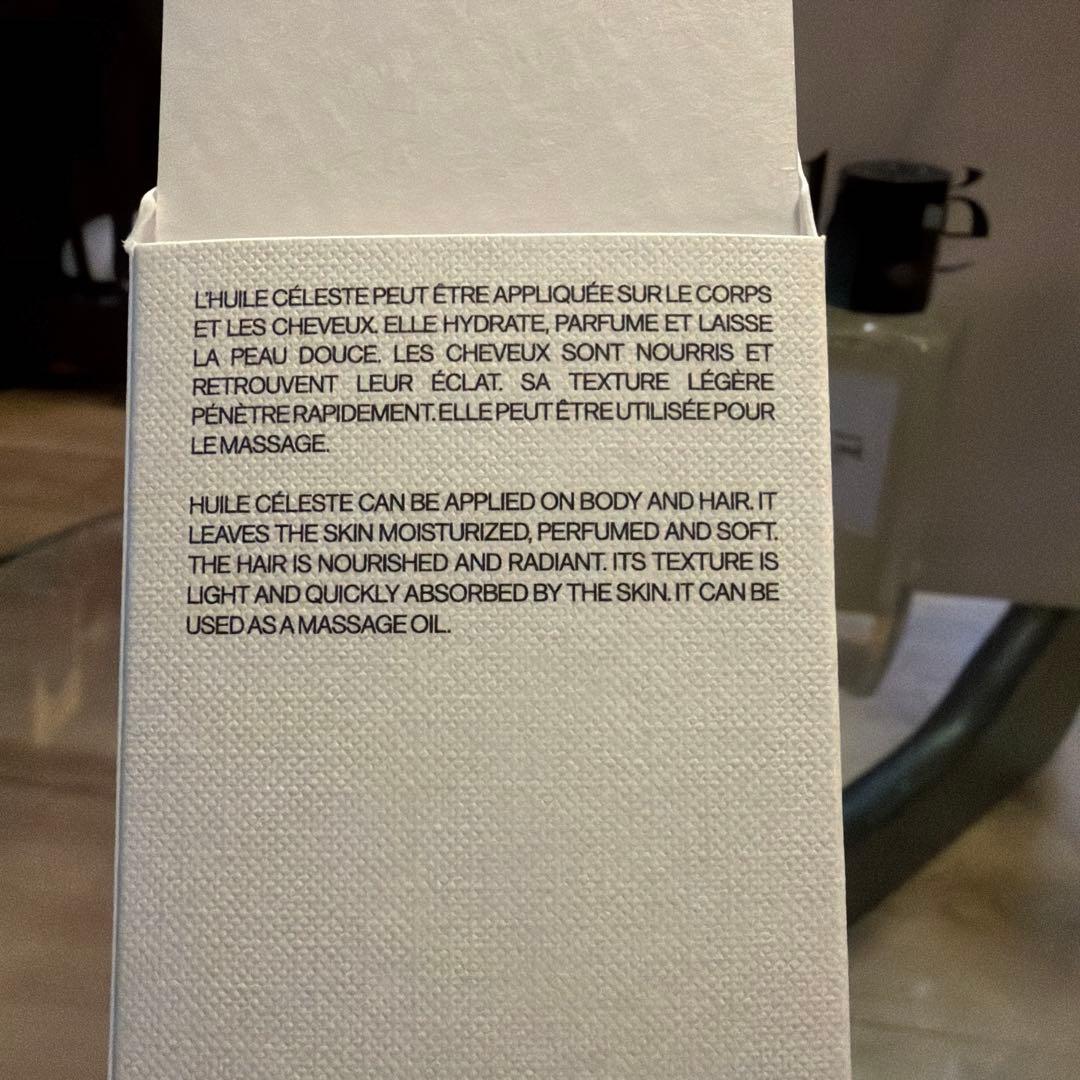 L'HUILE CÉLESTE PEUT ÊTRE APPLIQUÉE SUR LE CORPS
ET LES CHEVEUX. ELLE HYDRATE, PARFUME ET LAISSE
LA PEAU DOUCE. LES CHEVEUX SONT NOURRIS ET
RETROUVENT LEUR ÉCLAT. SA TEXTURE LÉGÈRE
PÉNÈTRE RAPIDEMENT. ELLE PEUT ÊTRE UTILISÉE POUR
LE MASSAGE.
HUILE CÉLESTE CAN BE APPLIED ON BODY AND HAIR. IT
LEAVES THE SKIN MOISTURIZED, PERFUMED AND SOFT.
THE HAIR IS NOURISHED AND RADIANT. ITS TEXTURE IS
LIGHT AND QUICKLY ABSORBED BY THE SKIN. IT CAN BE
USED AS A MASSAGE OIL.